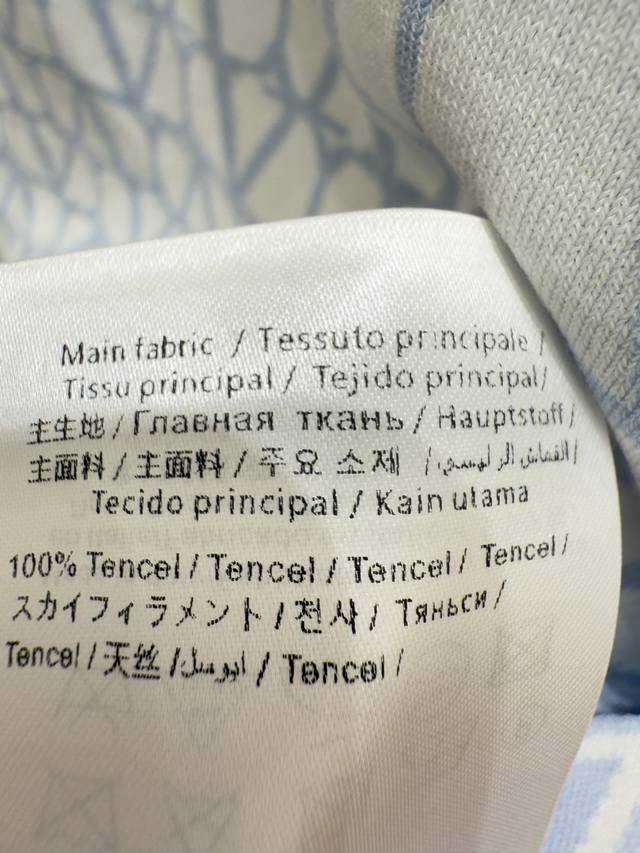 Main fabric / Tessuto principale /
Tissu principal / Tejido principal/
主生地 / Главная ткань / Hauptstoff /
主面料 / 主面料 / 주요 소재 / القماش الرئيسي /
Tecido principal / Kain utama
100% Tencel / Tencel / Tencel / Tencel /
スカイフィラメント / 천사 / Тяньси /
Tencel / 天丝 / / Tencel /